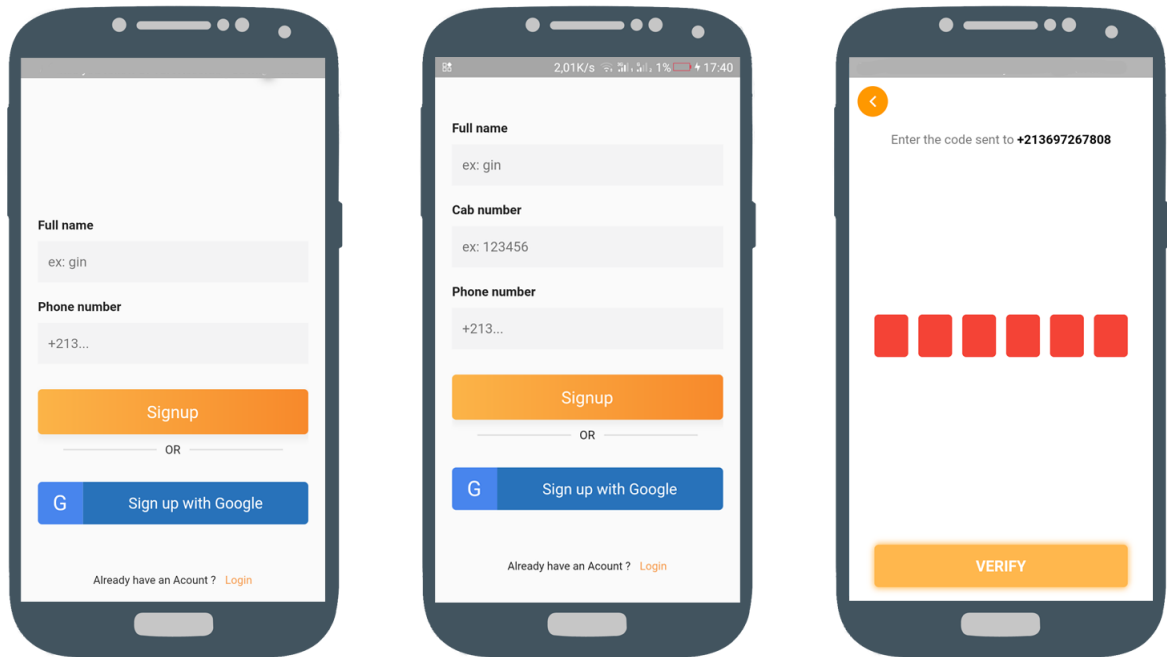 Full name
ex: gin
Phone number
+213...
Signup
OR
G Sign up with Google
Already have an Acount ? Login
2,01K/s 1% 17:40
Full name
ex: gin
Cab number
ex: 123456
Phone number
+213...
Signup
OR
G Sign up with Google
Already have an Acount ? Login
Enter the code sent to +213697267808
VERIFY